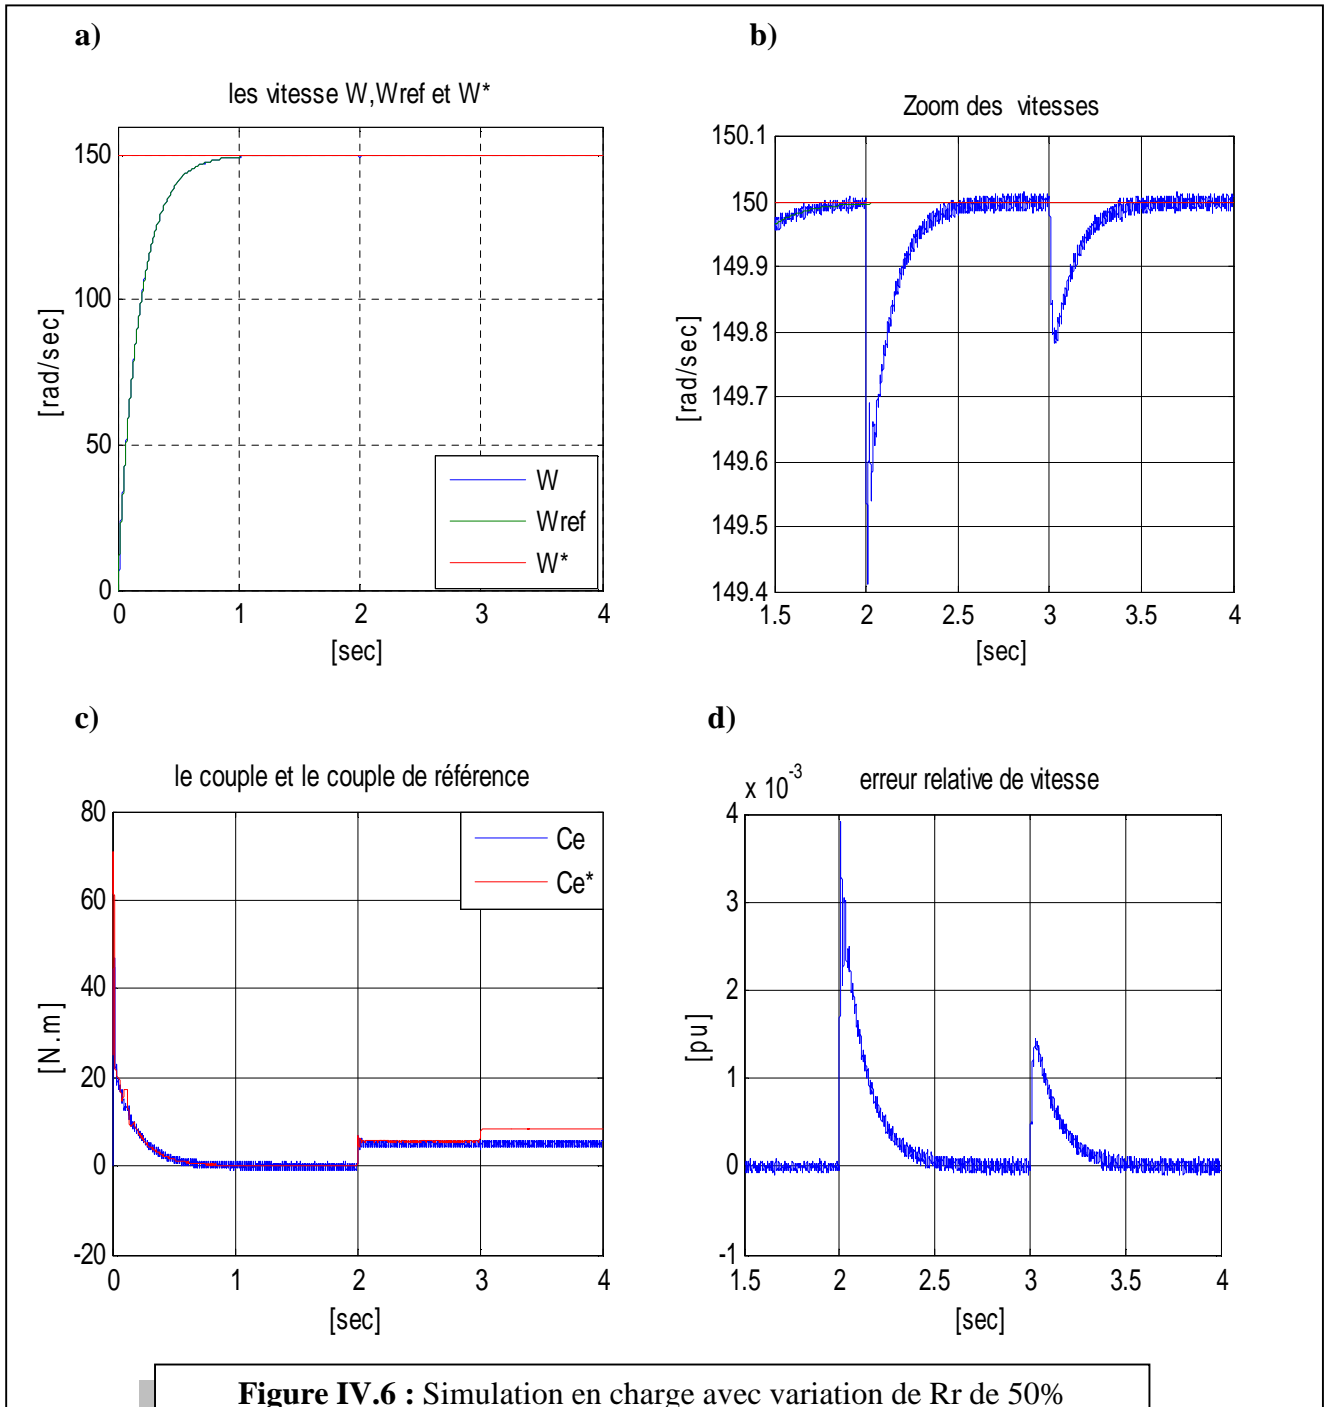 a)
les vitesse W,Wref et W*
150
100
50
0
[rad/sec]
W
Wref
W*
0 1 2 3 4
[sec]
b)
Zoom des vitesses
150.1
150
149.9
149.8
149.7
149.6
149.5
149.4
[rad/sec]
1.5 2 2.5 3 3.5 4
[sec]
c)
le couple et le couple de référence
80
60
40
20
0
-20
[N.m]
Ce
Ce*
0 1 2 3 4
[sec]
d)
x 10-3
erreur relative de vitesse
4
3
2
1
0
-1
[pu]
1.5 2 2.5 3 3.5 4
[sec]
Figure IV.6 : Simulation en charge avec variation de Rr de 50%